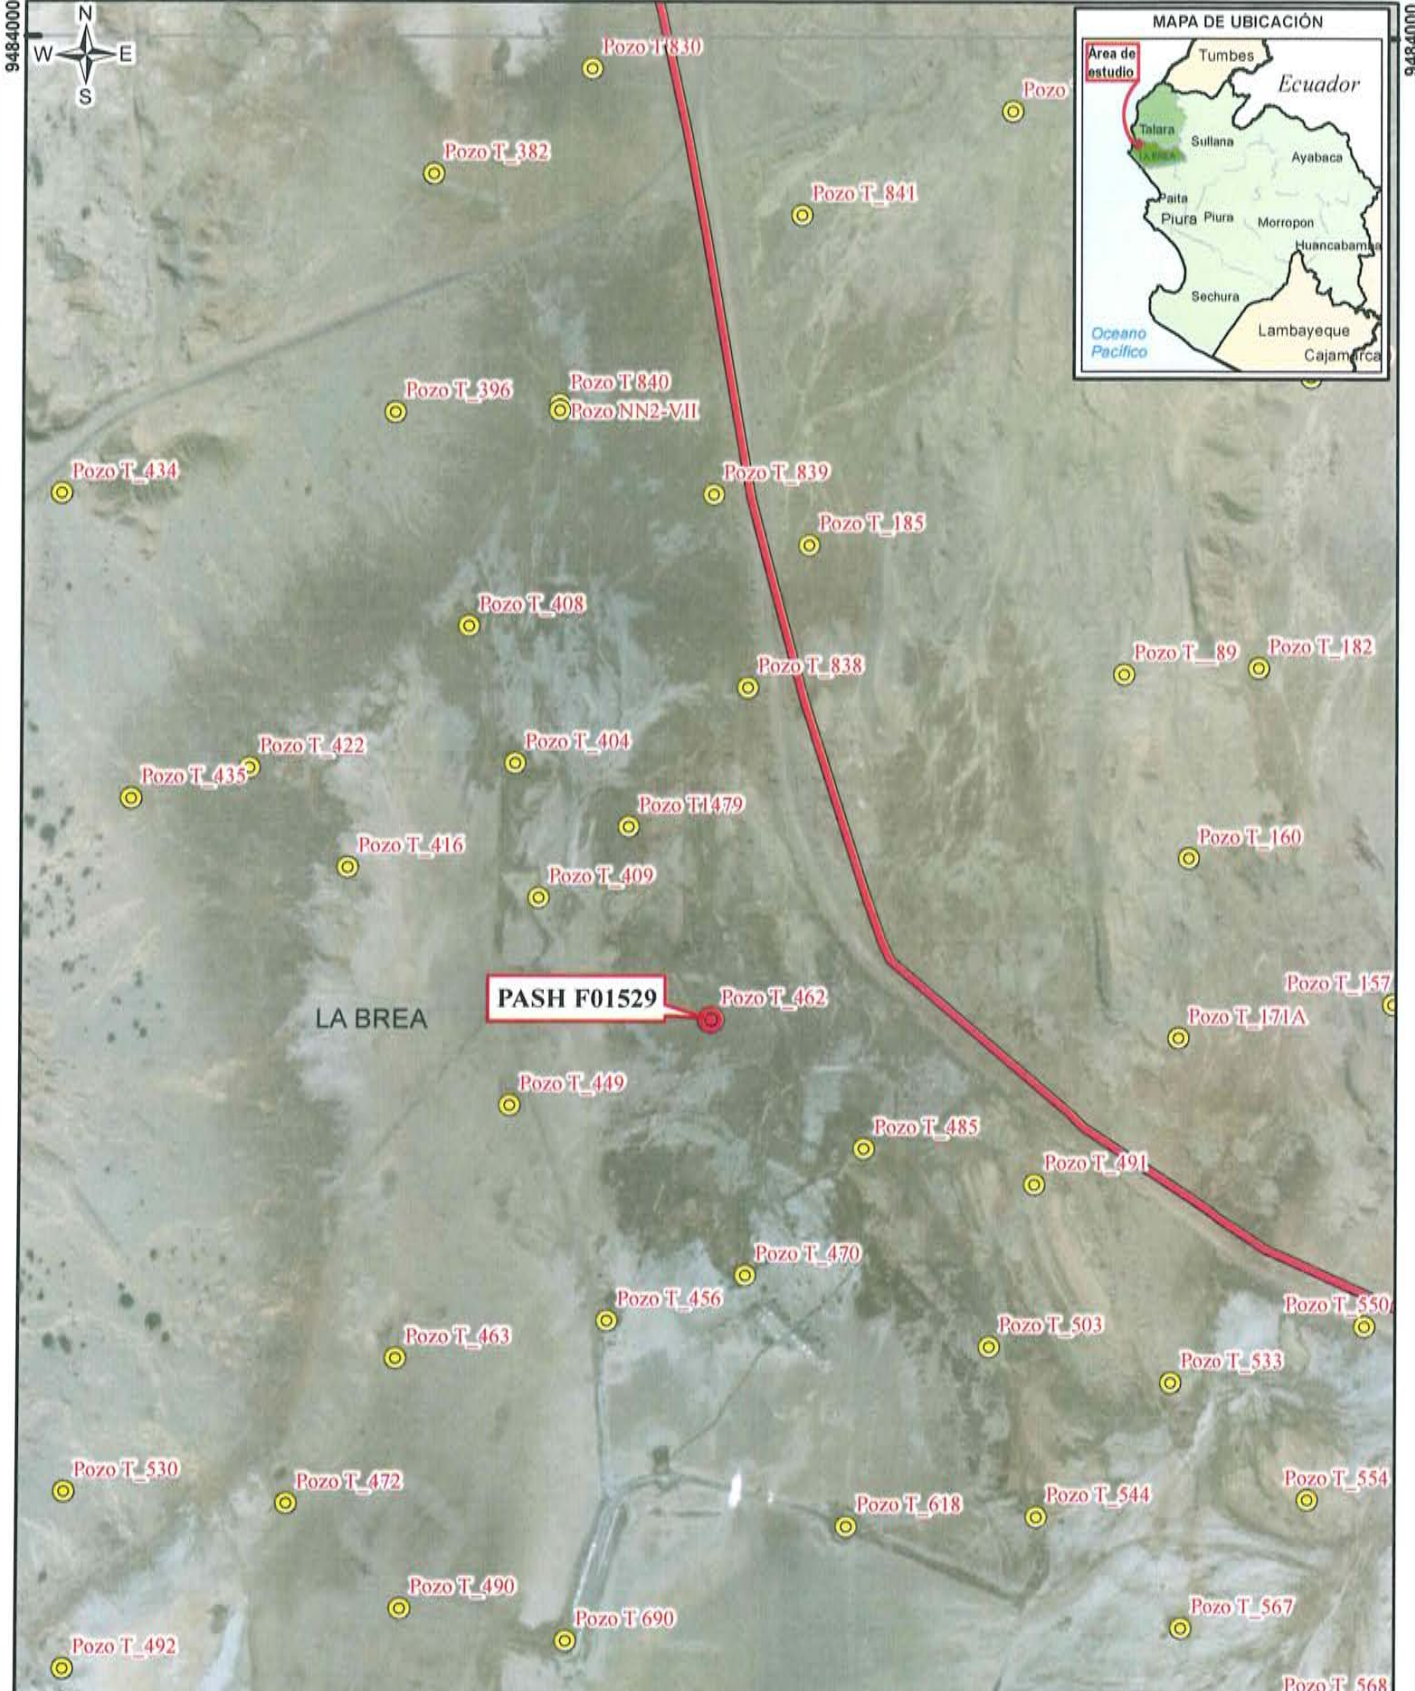 9484000
9484000
N
W
E
S
MAPA DE UBICACIÓN
Área de
estudio
Tumbes
Ecuador
Talara
LA BREA
Sullana
Ayabaca
Paita
Piura
Piura
Morropon
Huancabamba
Sechura
Lambayeque
Cajamarca
Oceano
Pacífico
Pozo T 830
Pozo
Pozo T_382
Pozo T_841
Pozo T_396
Pozo T 840
Pozo NN2-VII
Pozo T_434
Pozo T_839
Pozo T_185
Pozo T_408
Pozo T_838
Pozo T__89
Pozo T_182
Pozo T_422
Pozo T_404
Pozo T_435
Pozo T1479
Pozo T_416
Pozo T_160
Pozo T_409
PASH F01529
Pozo T_462
Pozo T_157
LA BREA
Pozo T_171A
Pozo T_449
Pozo T_485
Pozo T_491
Pozo T_470
Pozo T_456
Pozo T_550
Pozo T_463
Pozo T_503
Pozo T_533
Pozo T_530
Pozo T_472
Pozo T_554
Pozo T_618
Pozo T_544
Pozo T_490
Pozo T 690
Pozo T_567
Pozo T_492
Pozo T_568